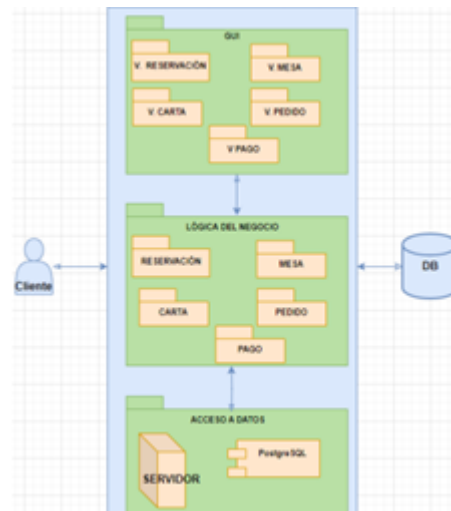 GUI
V. RESERVACIÓN
V. MESA
V. CARTA
V. PEDIDO
V PAGO
LÓGICA DEL NEGOCIO
RESERVACIÓN
MESA
Cliente
DB
CARTA
PEDIDO
PAGO
ACCESO A DATOS
PostgreSQL
SERVIDOR